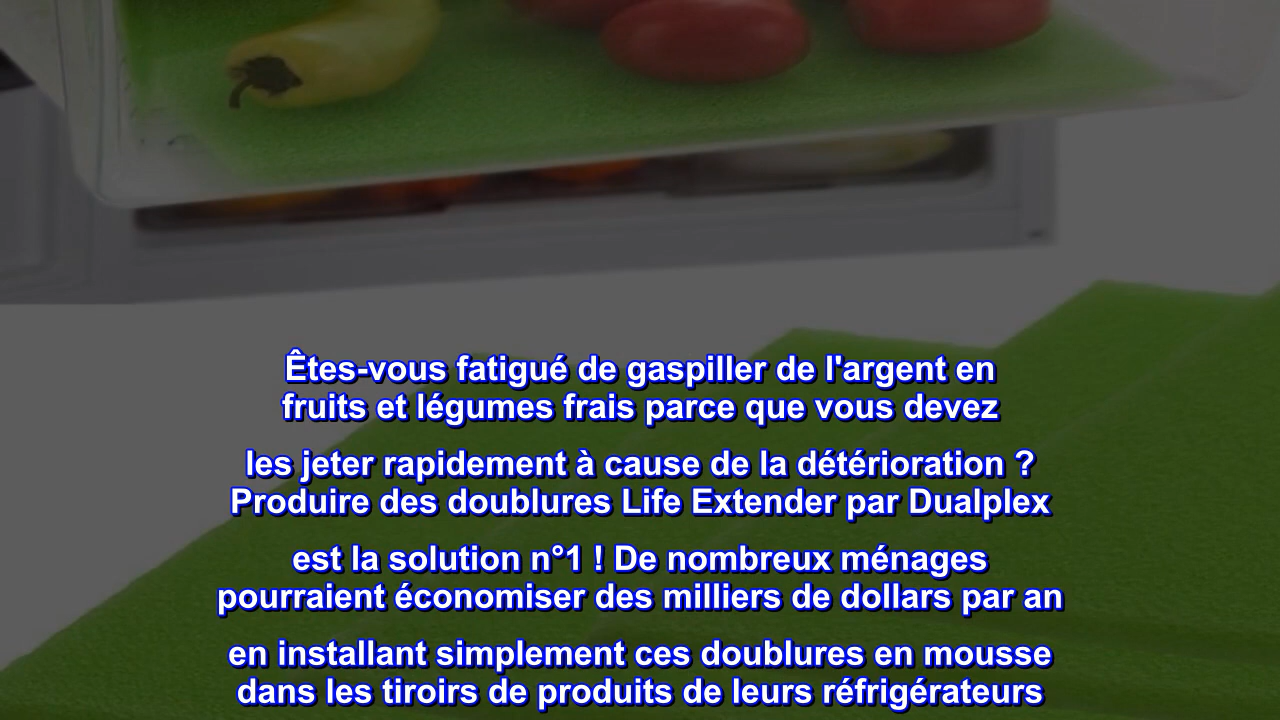 Êtes-vous fatigué de gaspiller de l'argent en
fruits et légumes frais parce que vous devez
les jeter rapidement à cause de la détérioration ?
Produire des doublures Life Extender par Dualplex
est la solution n°1 ! De nombreux ménages
pourraient économiser des milliers de dollars par an
en installant simplement ces doublures en mousse
dans les tiroirs de produits de leurs réfrigérateurs